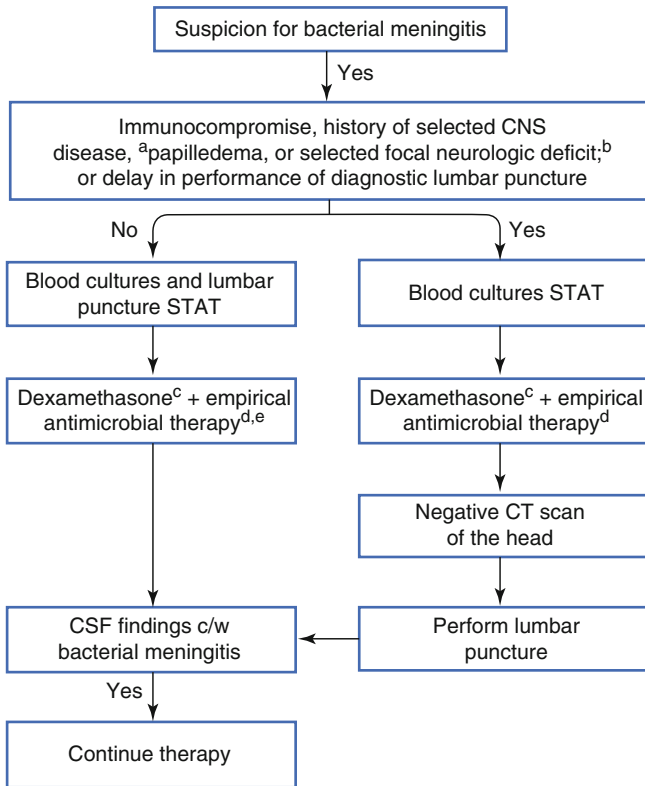 Suspicion for bacterial meningitis
Yes
Immunocompromise, history of selected CNS
disease, ᵃpapilledema, or selected focal neurologic deficit;ᵇ
or delay in performance of diagnostic lumbar puncture
No
Yes
Blood cultures and lumbar
puncture STAT
Blood cultures STAT
Dexamethasoneᶜ + empirical
antimicrobial therapyᵈ,ᵉ
Dexamethasoneᶜ + empirical
antimicrobial therapyᵈ
Negative CT scan
of the head
CSF findings c/w
bacterial meningitis
Perform lumbar
puncture
Yes
Continue therapy